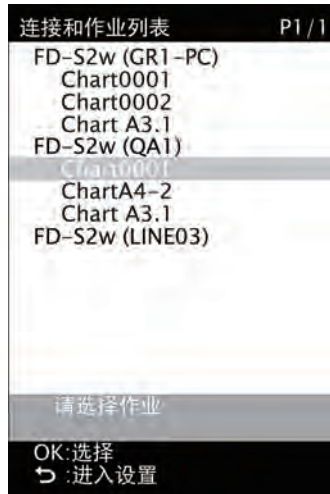 连接和作业列表 P1/1
FD-S2w (GR1-PC)
Chart0001
Chart0002
Chart A3.1
FD-S2w (QA1)
Chart0001
ChartA4-2
Chart A3.1
FD-S2w (LINE03)
请选择作业
OK:选择
⮌ :进入设置